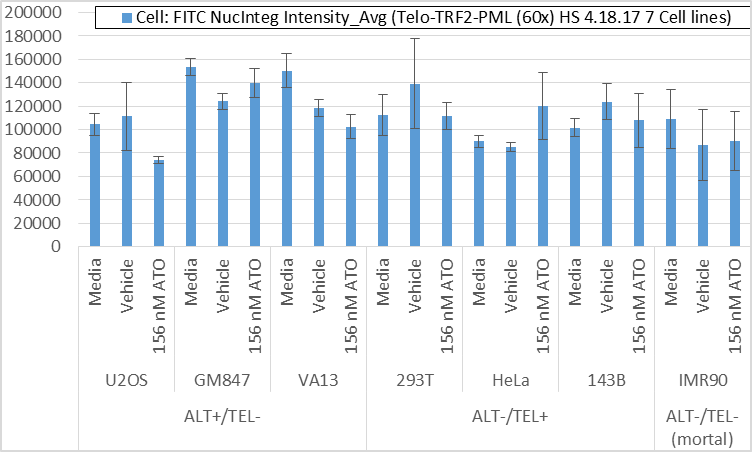 Cell: FITC NucInteg Intensity_Avg (Telo-TRF2-PML (60x) HS 4.18.17 7 Cell lines)
200000
180000
160000
140000
120000
100000
80000
60000
40000
20000
0
Media
Vehicle
156 nM ATO
Media
Vehicle
156 nM ATO
Media
Vehicle
156 nM ATO
Media
Vehicle
156 nM ATO
Media
Vehicle
156 nM ATO
Media
Vehicle
156 nM ATO
Media
Vehicle
156 nM ATO
U2OS GM847 VA13 293T HeLa 143B IMR90
ALT+/TEL- ALT-/TEL+ ALT-/TEL-
(mortal)